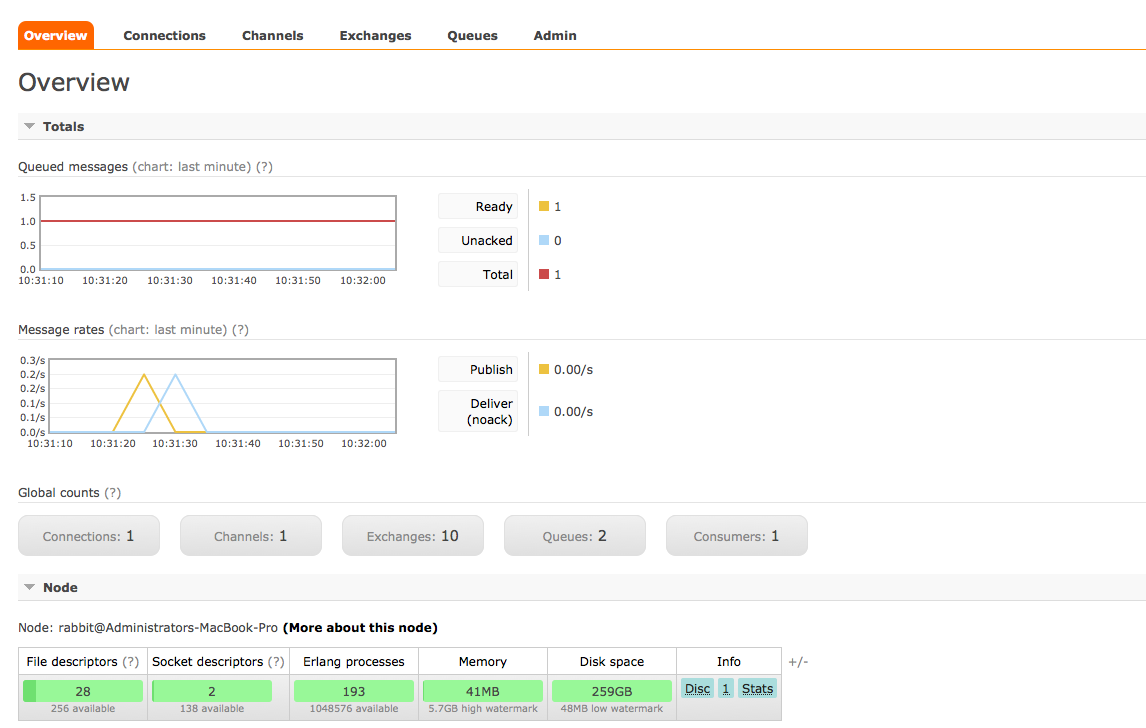 Overview Connections Channels Exchanges Queues Admin
Overview
Totals
Queued messages (chart: last minute) (?)
1.5
1.0
0.5
0.0
10:31:10 10:31:20 10:31:30 10:31:40 10:31:50 10:32:00
Ready 1
Unacked 0
Total 1
Message rates (chart: last minute) (?)
0.3/s
0.2/s
0.2/s
0.1/s
0.1/s
0.0/s
10:31:10 10:31:20 10:31:30 10:31:40 10:31:50 10:32:00
Publish 0.00/s
Deliver
(noack) 0.00/s
Global counts (?)
Connections: 1 Channels: 1 Exchanges: 10 Queues: 2 Consumers: 1
Node
Node: rabbit@Administrators-MacBook-Pro (More about this node)
File descriptors (?) Socket descriptors (?) Erlang processes Memory Disk space Info +/-
28 2 193 41MB 259GB Disc 1 Stats
256 available 138 available 1048576 available 5.7GB high watermark 48MB low watermark